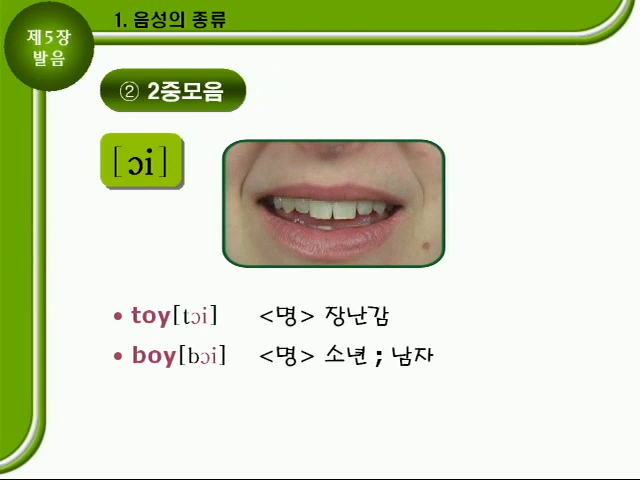 제5장
발음
1. 음성의 종류
② 2중모음
[ɔi]
• toy[tɔi] <명> 장난감
• boy[bɔi] <명> 소년 ; 남자